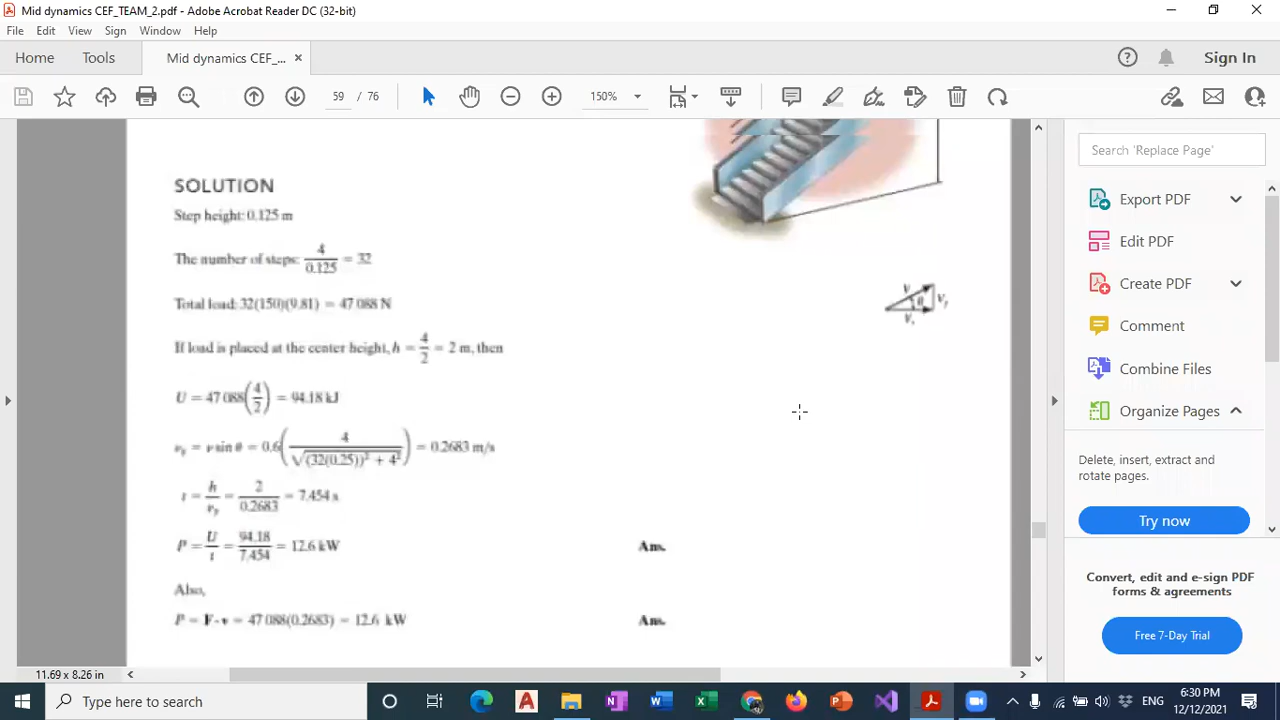 Mid dynamics CEF_TEAM_2.pdf - Adobe Acrobat Reader DC (32-bit)
File Edit View Sign Window Help
Home Tools Mid dynamics CEF_... × Sign In
59 / 76 150%
Search 'Replace Page'
Export PDF
Edit PDF
Create PDF
Comment
Combine Files
Organize Pages
Delete, insert, extract and
rotate pages.
Try now
Convert, edit and e-sign PDF
forms & agreements
Free 7-Day Trial
SOLUTION
Step height: 0.125 m
The number of steps: 4/0.125 = 32
Total load: 32(150)(9.81) = 47 088 N
If load is placed at the center height, h = 4/2 = 2 m, then
U = 47 088(4/2) = 94.18 kJ
v_y = v sin θ = 0.6(4/√((32(0.25))² + 4²)) = 0.2683 m/s
t = h/v_y = 2/0.2683 = 7.454 s
P = U/t = 94.18/7.454 = 12.6 kW Ans.
Also,
P = F·v = 47 088(0.2683) = 12.6 kW Ans.
v θ v_y
11.69 x 8.26 in
Type here to search
ENG
6:30 PM
12/12/2021